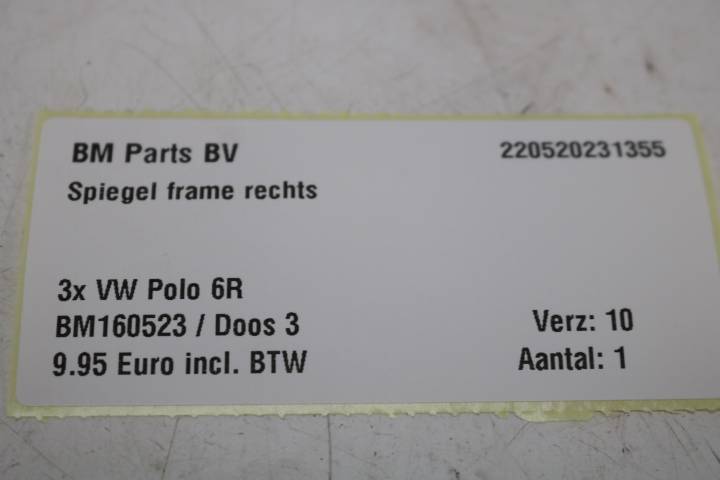 BM Parts BV 220520231355
Spiegel frame rechts
3x VW Polo 6R
BM160523 / Doos 3 Verz: 10
9.95 Euro incl. BTW Aantal: 1